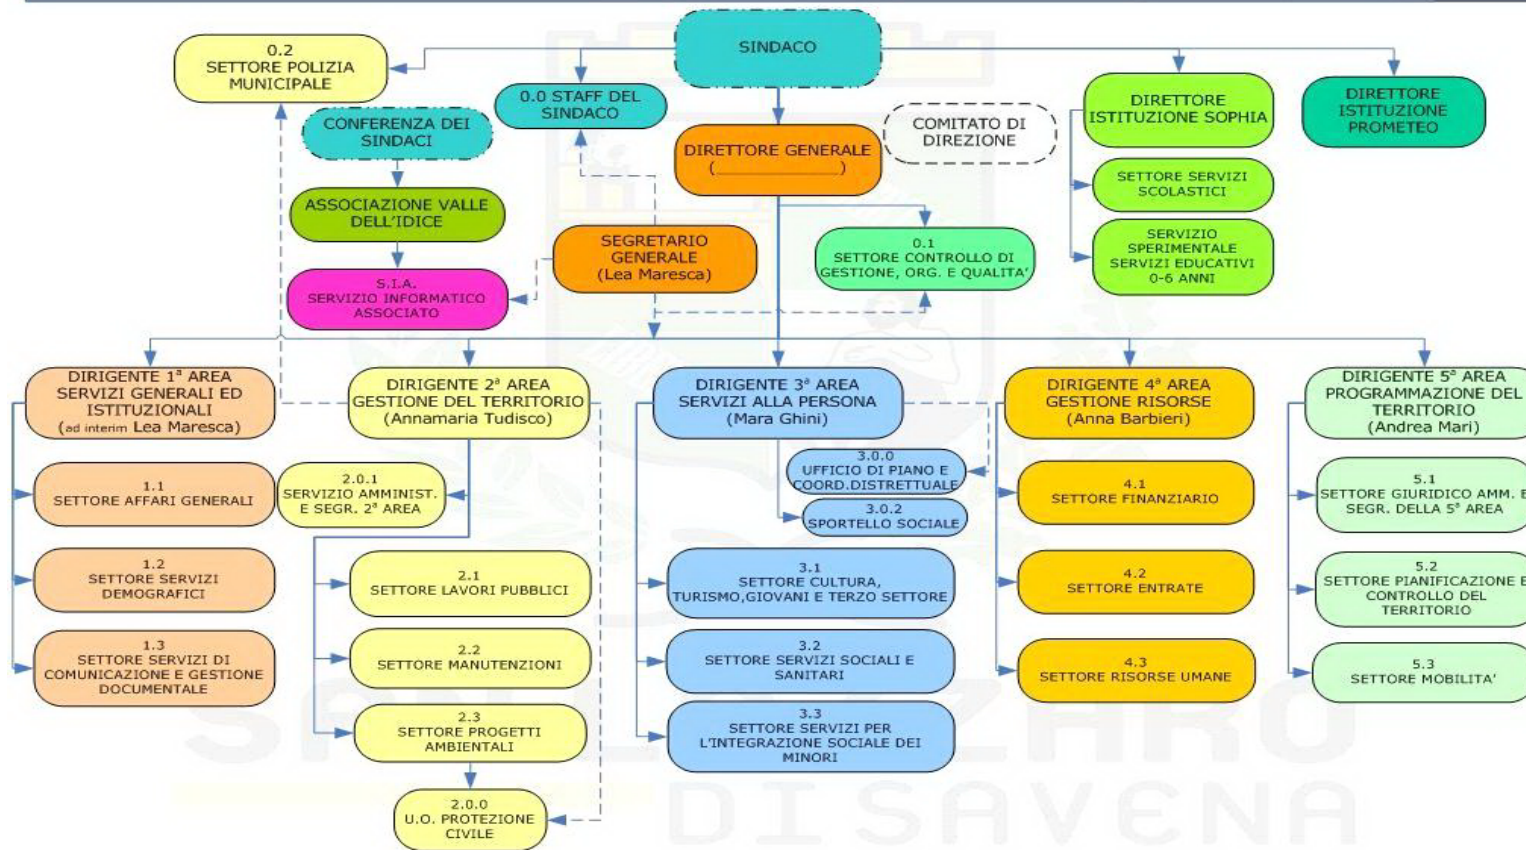 SINDACO
0.2
SETTORE POLIZIA
MUNICIPALE
0.0 STAFF DEL
SINDACO
CONFERENZA DEI
SINDACI
DIRETTORE GENERALE
(______________)
COMITATO DI
DIREZIONE
DIRETTORE
ISTITUZIONE SOPHIA
DIRETTORE
ISTITUZIONE
PROMETEO
SETTORE SERVIZI
SCOLASTICI
ASSOCIAZIONE VALLE
DELL'IDICE
SEGRETARIO
GENERALE
(Lea Maresca)
0.1
SETTORE CONTROLLO DI
GESTIONE, ORG. E QUALITA'
SERVIZIO
SPERIMENTALE
SERVIZI EDUCATIVI
0-6 ANNI
S.I.A.
SERVIZIO INFORMATICO
ASSOCIATO
DIRIGENTE 1ª AREA
SERVIZI GENERALI ED
ISTITUZIONALI
(ad interim Lea Maresca)
DIRIGENTE 2ª AREA
GESTIONE DEL TERRITORIO
(Annamaria Tudisco)
DIRIGENTE 3ª AREA
SERVIZI ALLA PERSONA
(Mara Ghini)
DIRIGENTE 4ª AREA
GESTIONE RISORSE
(Anna Barbieri)
DIRIGENTE 5ª AREA
PROGRAMMAZIONE DEL
TERRITORIO
(Andrea Mari)
1.1
SETTORE AFFARI GENERALI
1.2
SETTORE SERVIZI
DEMOGRAFICI
1.3
SETTORE SERVIZI DI
COMUNICAZIONE E GESTIONE
DOCUMENTALE
2.0.1
SERVIZIO AMMINIST.
E SEGR. 2ª AREA
2.1
SETTORE LAVORI PUBBLICI
2.2
SETTORE MANUTENZIONI
2.3
SETTORE PROGETTI
AMBIENTALI
2.0.0
U.O. PROTEZIONE
CIVILE
3.0.0
UFFICIO DI PIANO E
COORD.DISTRETTUALE
3.0.2
SPORTELLO SOCIALE
3.1
SETTORE CULTURA,
TURISMO,GIOVANI E TERZO SETTORE
3.2
SETTORE SERVIZI SOCIALI E
SANITARI
3.3
SETTORE SERVIZI PER
L'INTEGRAZIONE SOCIALE DEI
MINORI
4.1
SETTORE FINANZIARIO
4.2
SETTORE ENTRATE
4.3
SETTORE RISORSE UMANE
5.1
SETTORE GIURIDICO AMM. E
SEGR. DELLA 5ª AREA
5.2
SETTORE PIANIFICAZIONE E
CONTROLLO DEL
TERRITORIO
5.3
SETTORE MOBILITA'
DI SAVENA